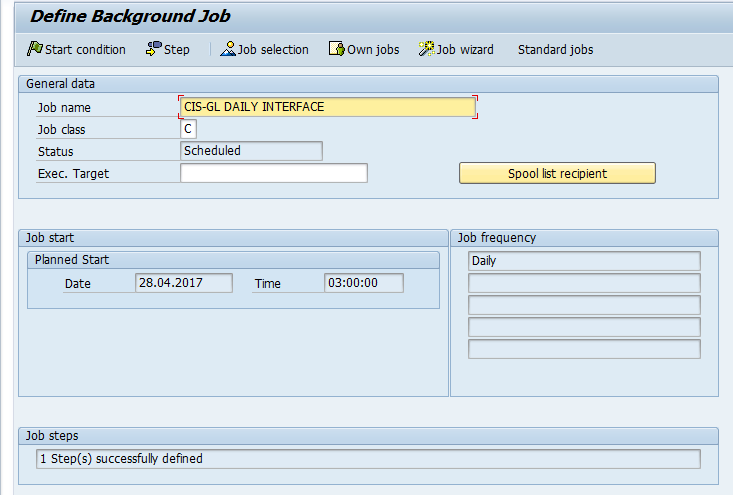 Define Background Job
Start condition Step Job selection Own jobs Job wizard Standard jobs
General data
Job name CIS-GL DAILY INTERFACE
Job class C
Status Scheduled
Exec. Target Spool list recipient
Job start
Planned Start
Date 28.04.2017 Time 03:00:00
Job frequency
Daily
Job steps
1 Step(s) successfully defined